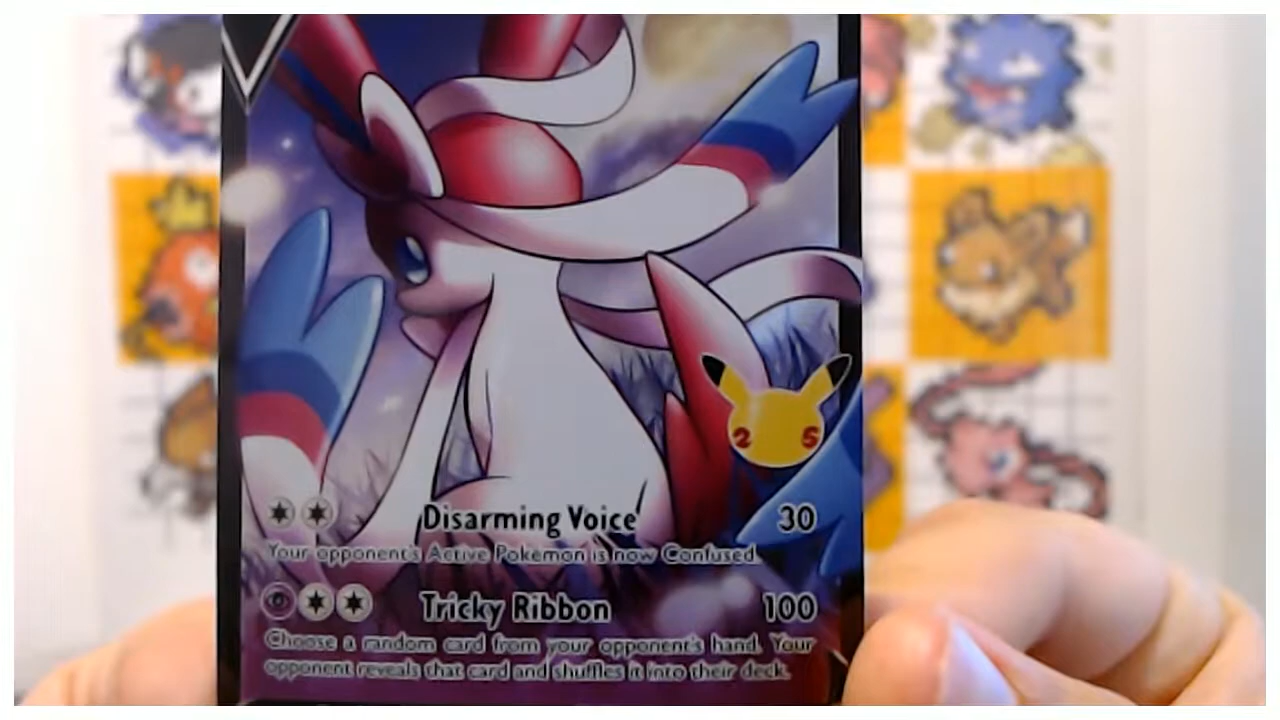 25
Disarming Voice 30
Your opponent's Active Pokémon is now Confused.
Tricky Ribbon 100
Choose a random card from your opponent's hand. Your
opponent reveals that card and shuffles it into their deck.